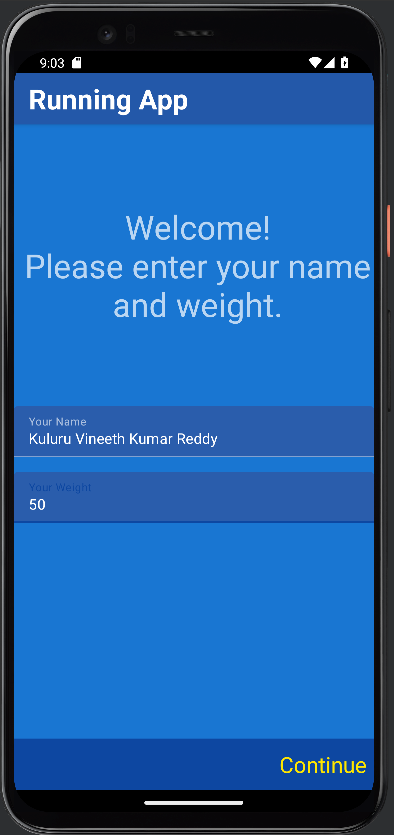 9:03
Running App
Welcome!
Please enter your name
and weight.
Your Name
Kuluru Vineeth Kumar Reddy
Your Weight
50
Continue